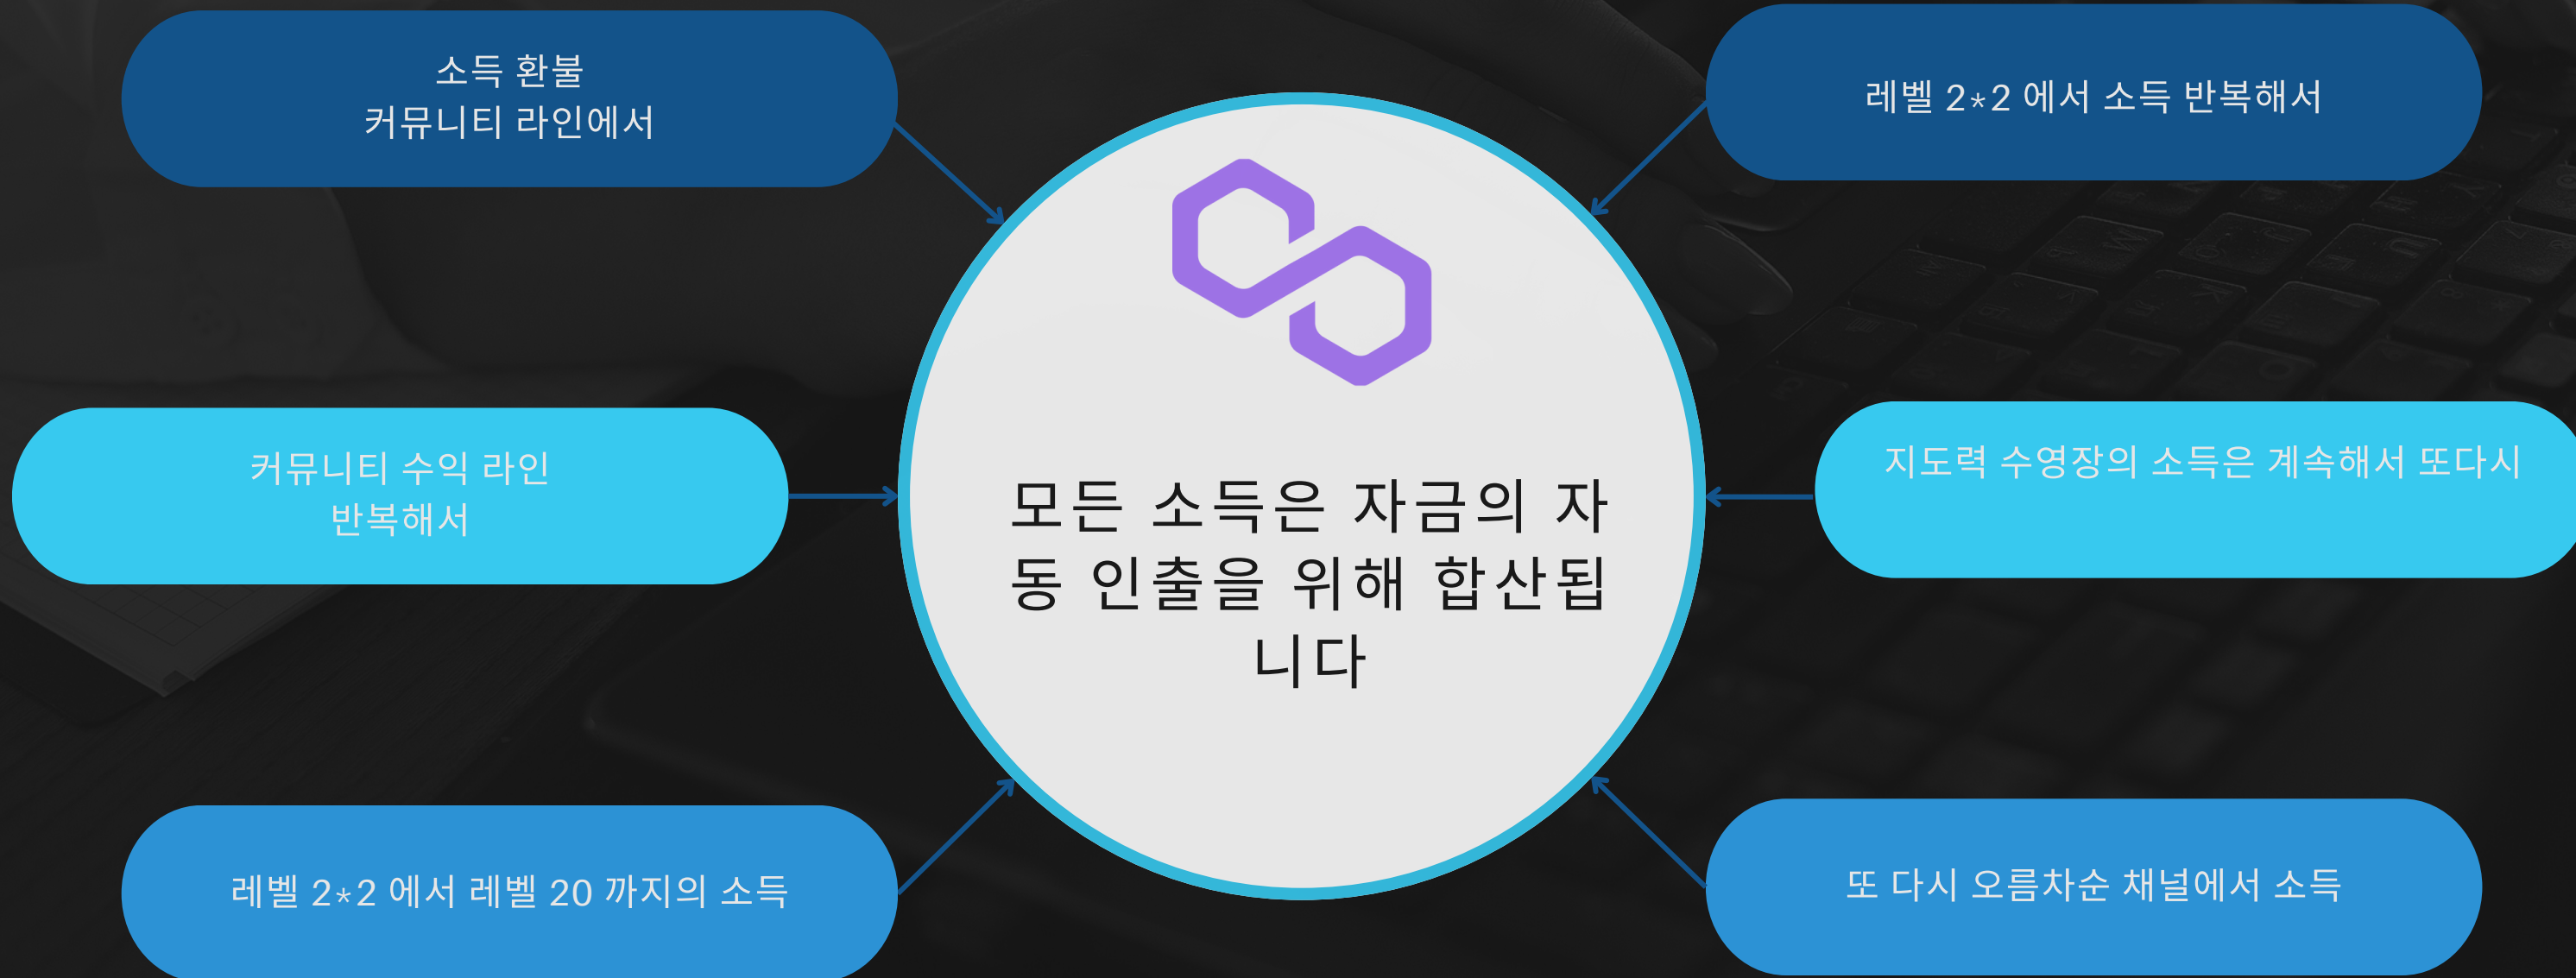 소득 환불
커뮤니티 라인에서
레벨 2*2 에서 소득 반복해서
커뮤니티 수익 라인
반복해서
모든 소득은 자금의 자
동 인출을 위해 합산됩
니다
지도력 수영장의 소득은 계속해서 또다시
레벨 2*2 에서 레벨 20 까지의 소득
또 다시 오름차순 채널에서 소득